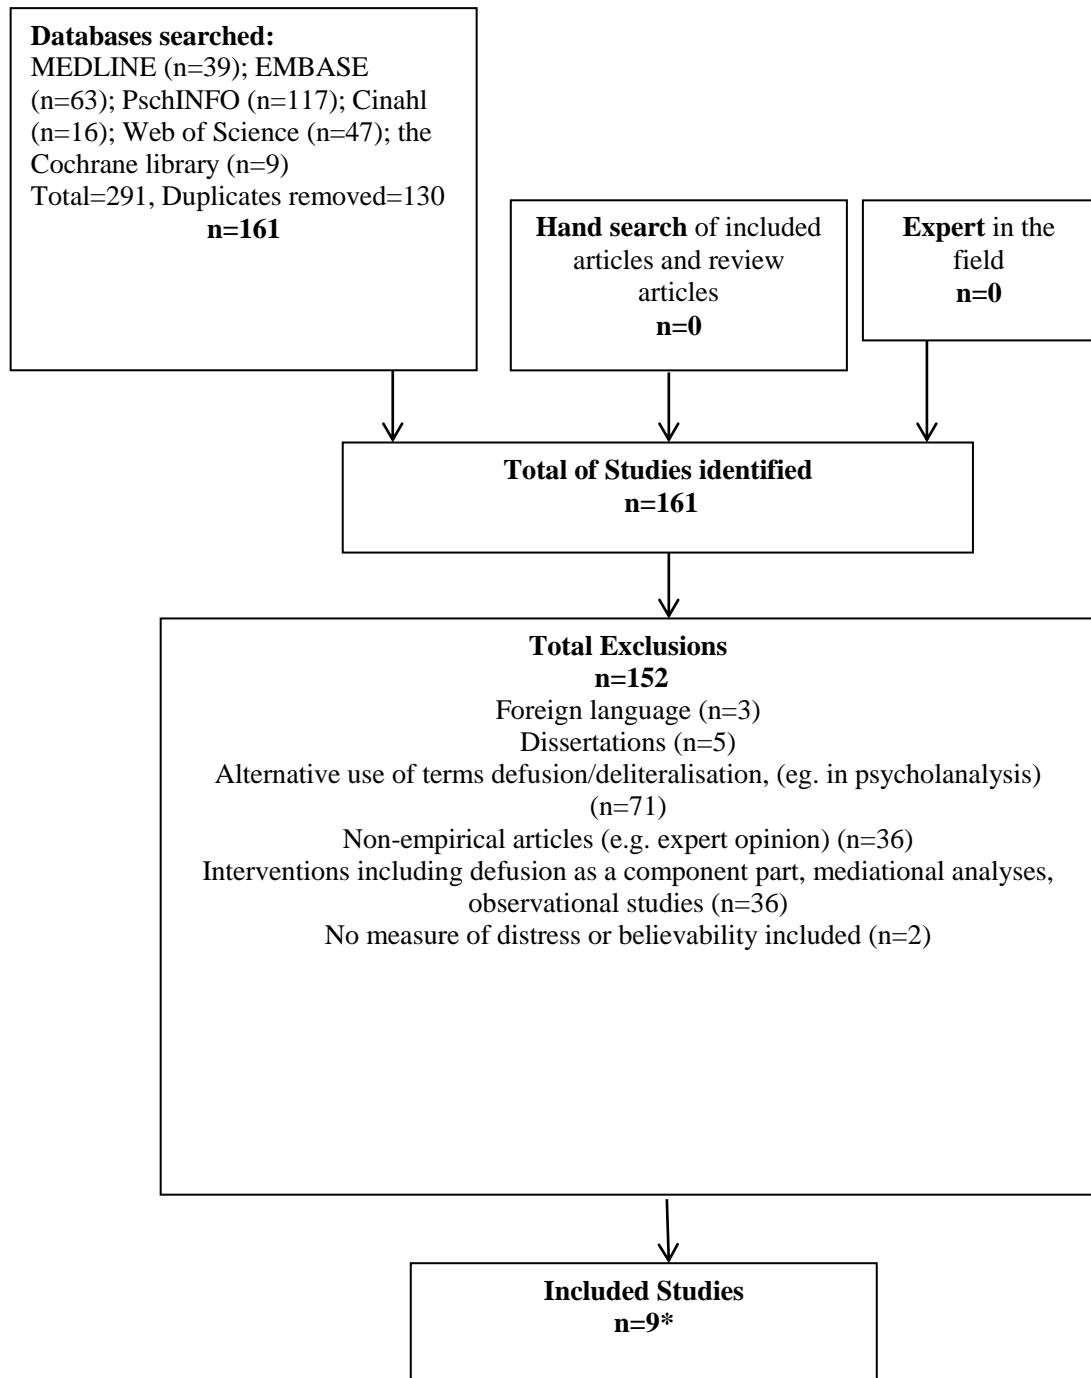 Databases searched:
MEDLINE (n=39); EMBASE
(n=63); PschINFO (n=117); Cinahl
(n=16); Web of Science (n=47); the
Cochrane library (n=9)
Total=291, Duplicates removed=130
n=161
Hand search of included
articles and review
articles
n=0
Expert in the
field
n=0
Total of Studies identified
n=161
Total Exclusions
n=152
Foreign language (n=3)
Dissertations (n=5)
Alternative use of terms defusion/deliteralisation, (eg. in psycholanalysis)
(n=71)
Non-empirical articles (e.g. expert opinion) (n=36)
Interventions including defusion as a component part, mediational analyses,
observational studies (n=36)
No measure of distress or believability included (n=2)
Included Studies
n=9*